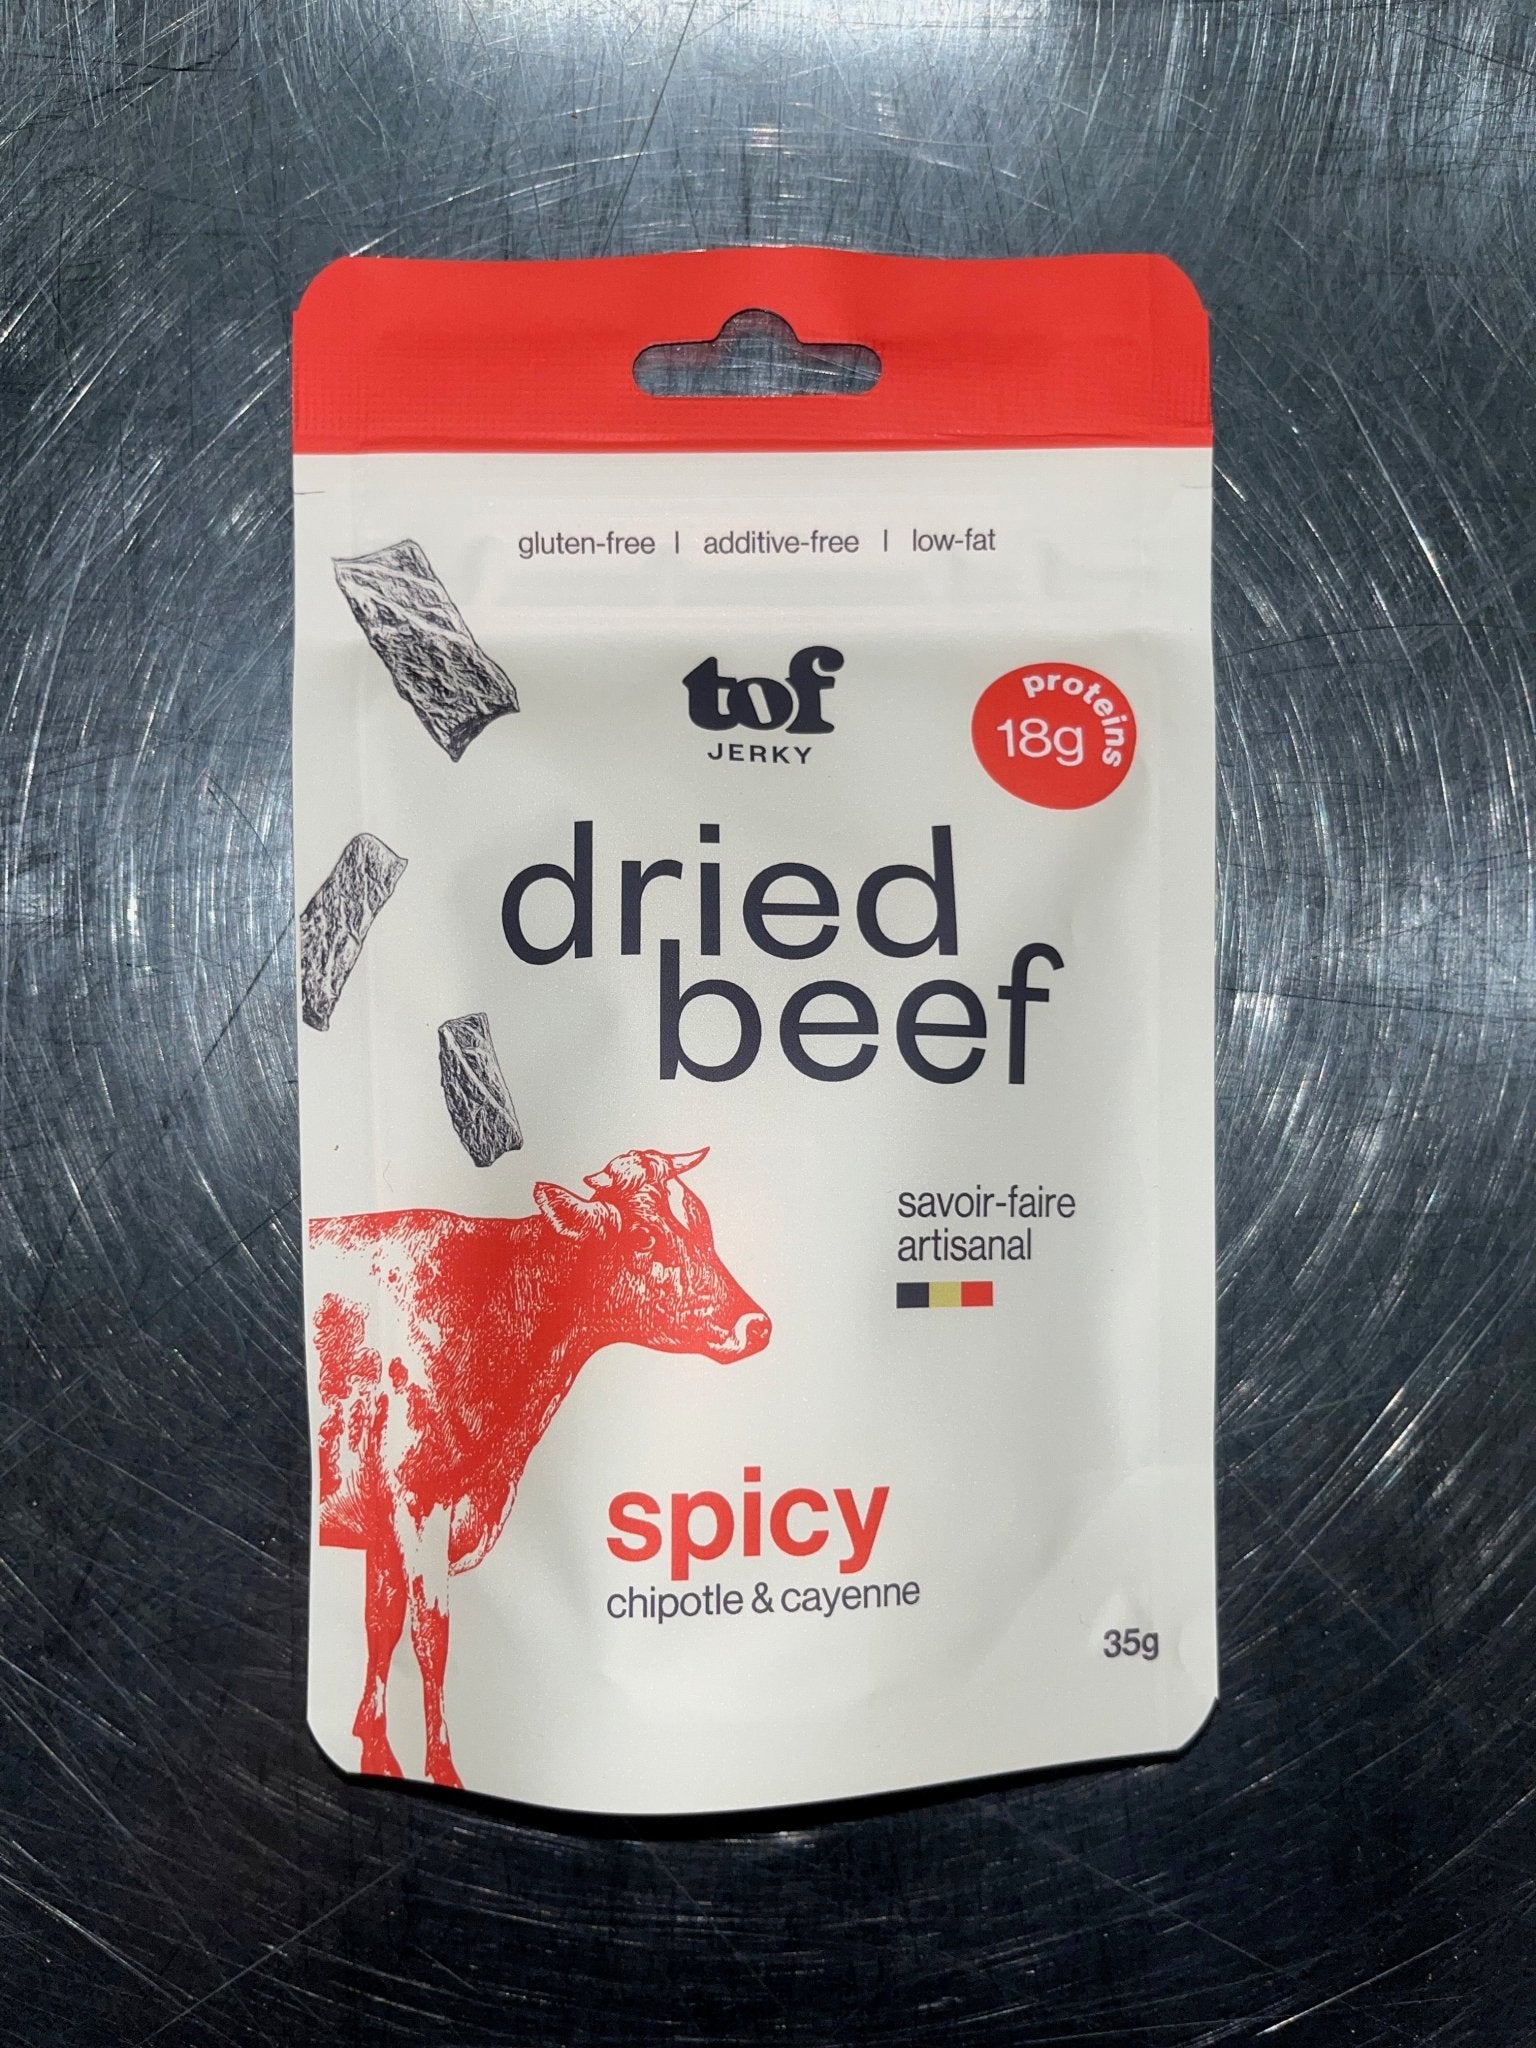 gluten-free | additive-free | low-fat
tof
JERKY
proteins
18g
dried
beef
savoir-faire
artisanal
spicy
chipotle & cayenne
35g